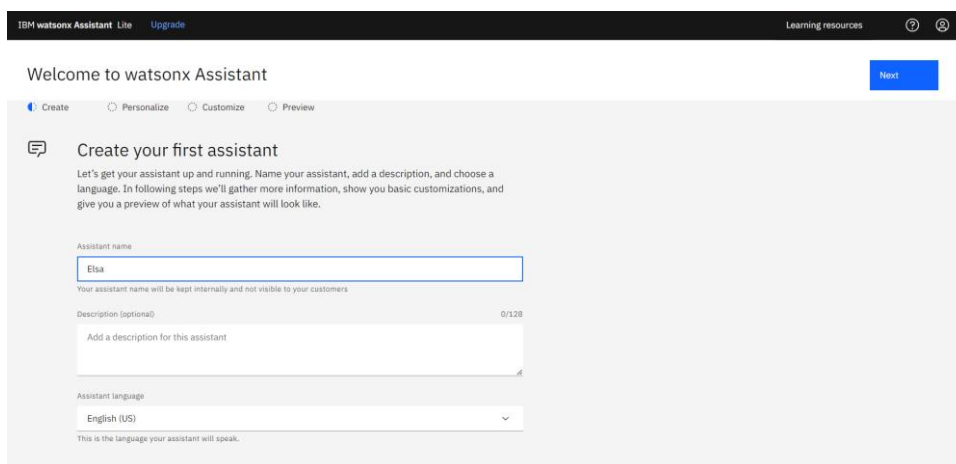 IBM watsonx Assistant Lite Upgrade Learning resources
Welcome to watsonx Assistant
Next
Create Personalize Customize Preview
Create your first assistant
Let's get your assistant up and running. Name your assistant, add a description, and choose a
language. In following steps we'll gather more information, show you basic customizations, and
give you a preview of what your assistant will look like.
Assistant name
Elsa
Your assistant name will be kept internally and not visible to your customers
Description (optional) 0/128
Add a description for this assistant
Assistant language
English (US)
This is the language your assistant will speak.